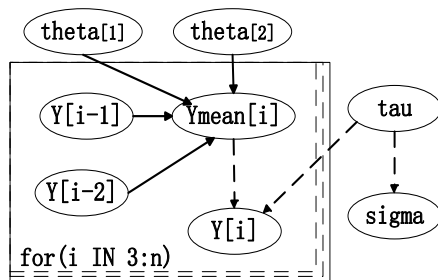 theta[1]
theta[2]
Y[i-1]
Ymean[i]
tau
Y[i-2]
Y[i]
sigma
for(i IN 3:n)